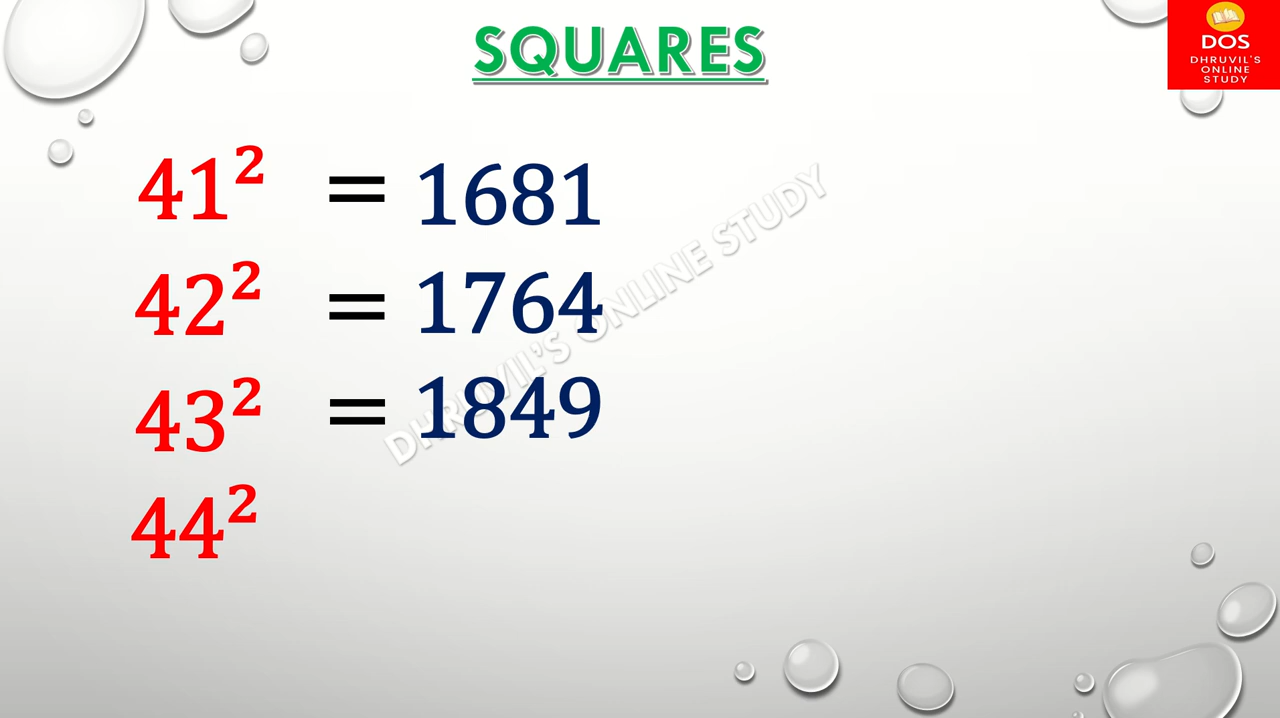 SQUARES
DOS
DHRUVIL'S
ONLINE
STUDY
41² = 1681
42² = 1764
43² = 1849
44²
DHRUVIL'S ONLINE STUDY